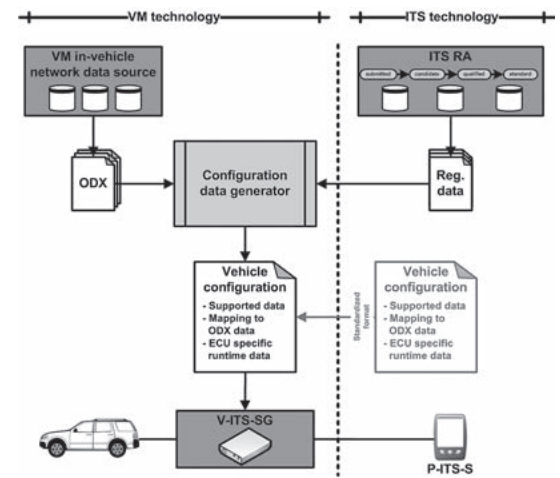 VM technology
ITS technology
VM in-vehicle
network data source
ITS RA
submitted
candidate
qualified
standard
ODX
Configuration
data generator
Reg.
data
Vehicle
configuration
- Supported data
- Mapping to
ODX data
- ECU specific
runtime data
Standardized
format
Vehicle
configuration
- Supported data
- Mapping to
ODX data
- ECU specific
runtime data
V-ITS-SG
P-ITS-S